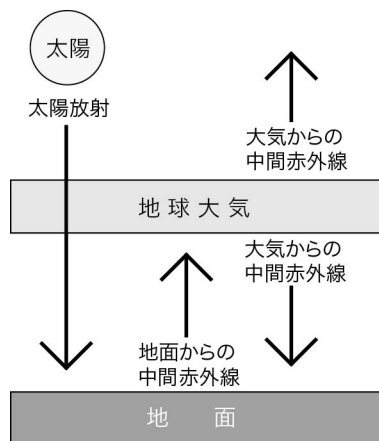 太陽
太陽放射
大気からの
中間赤外線
地球大気
大気からの
中間赤外線
地面からの
中間赤外線
地　面